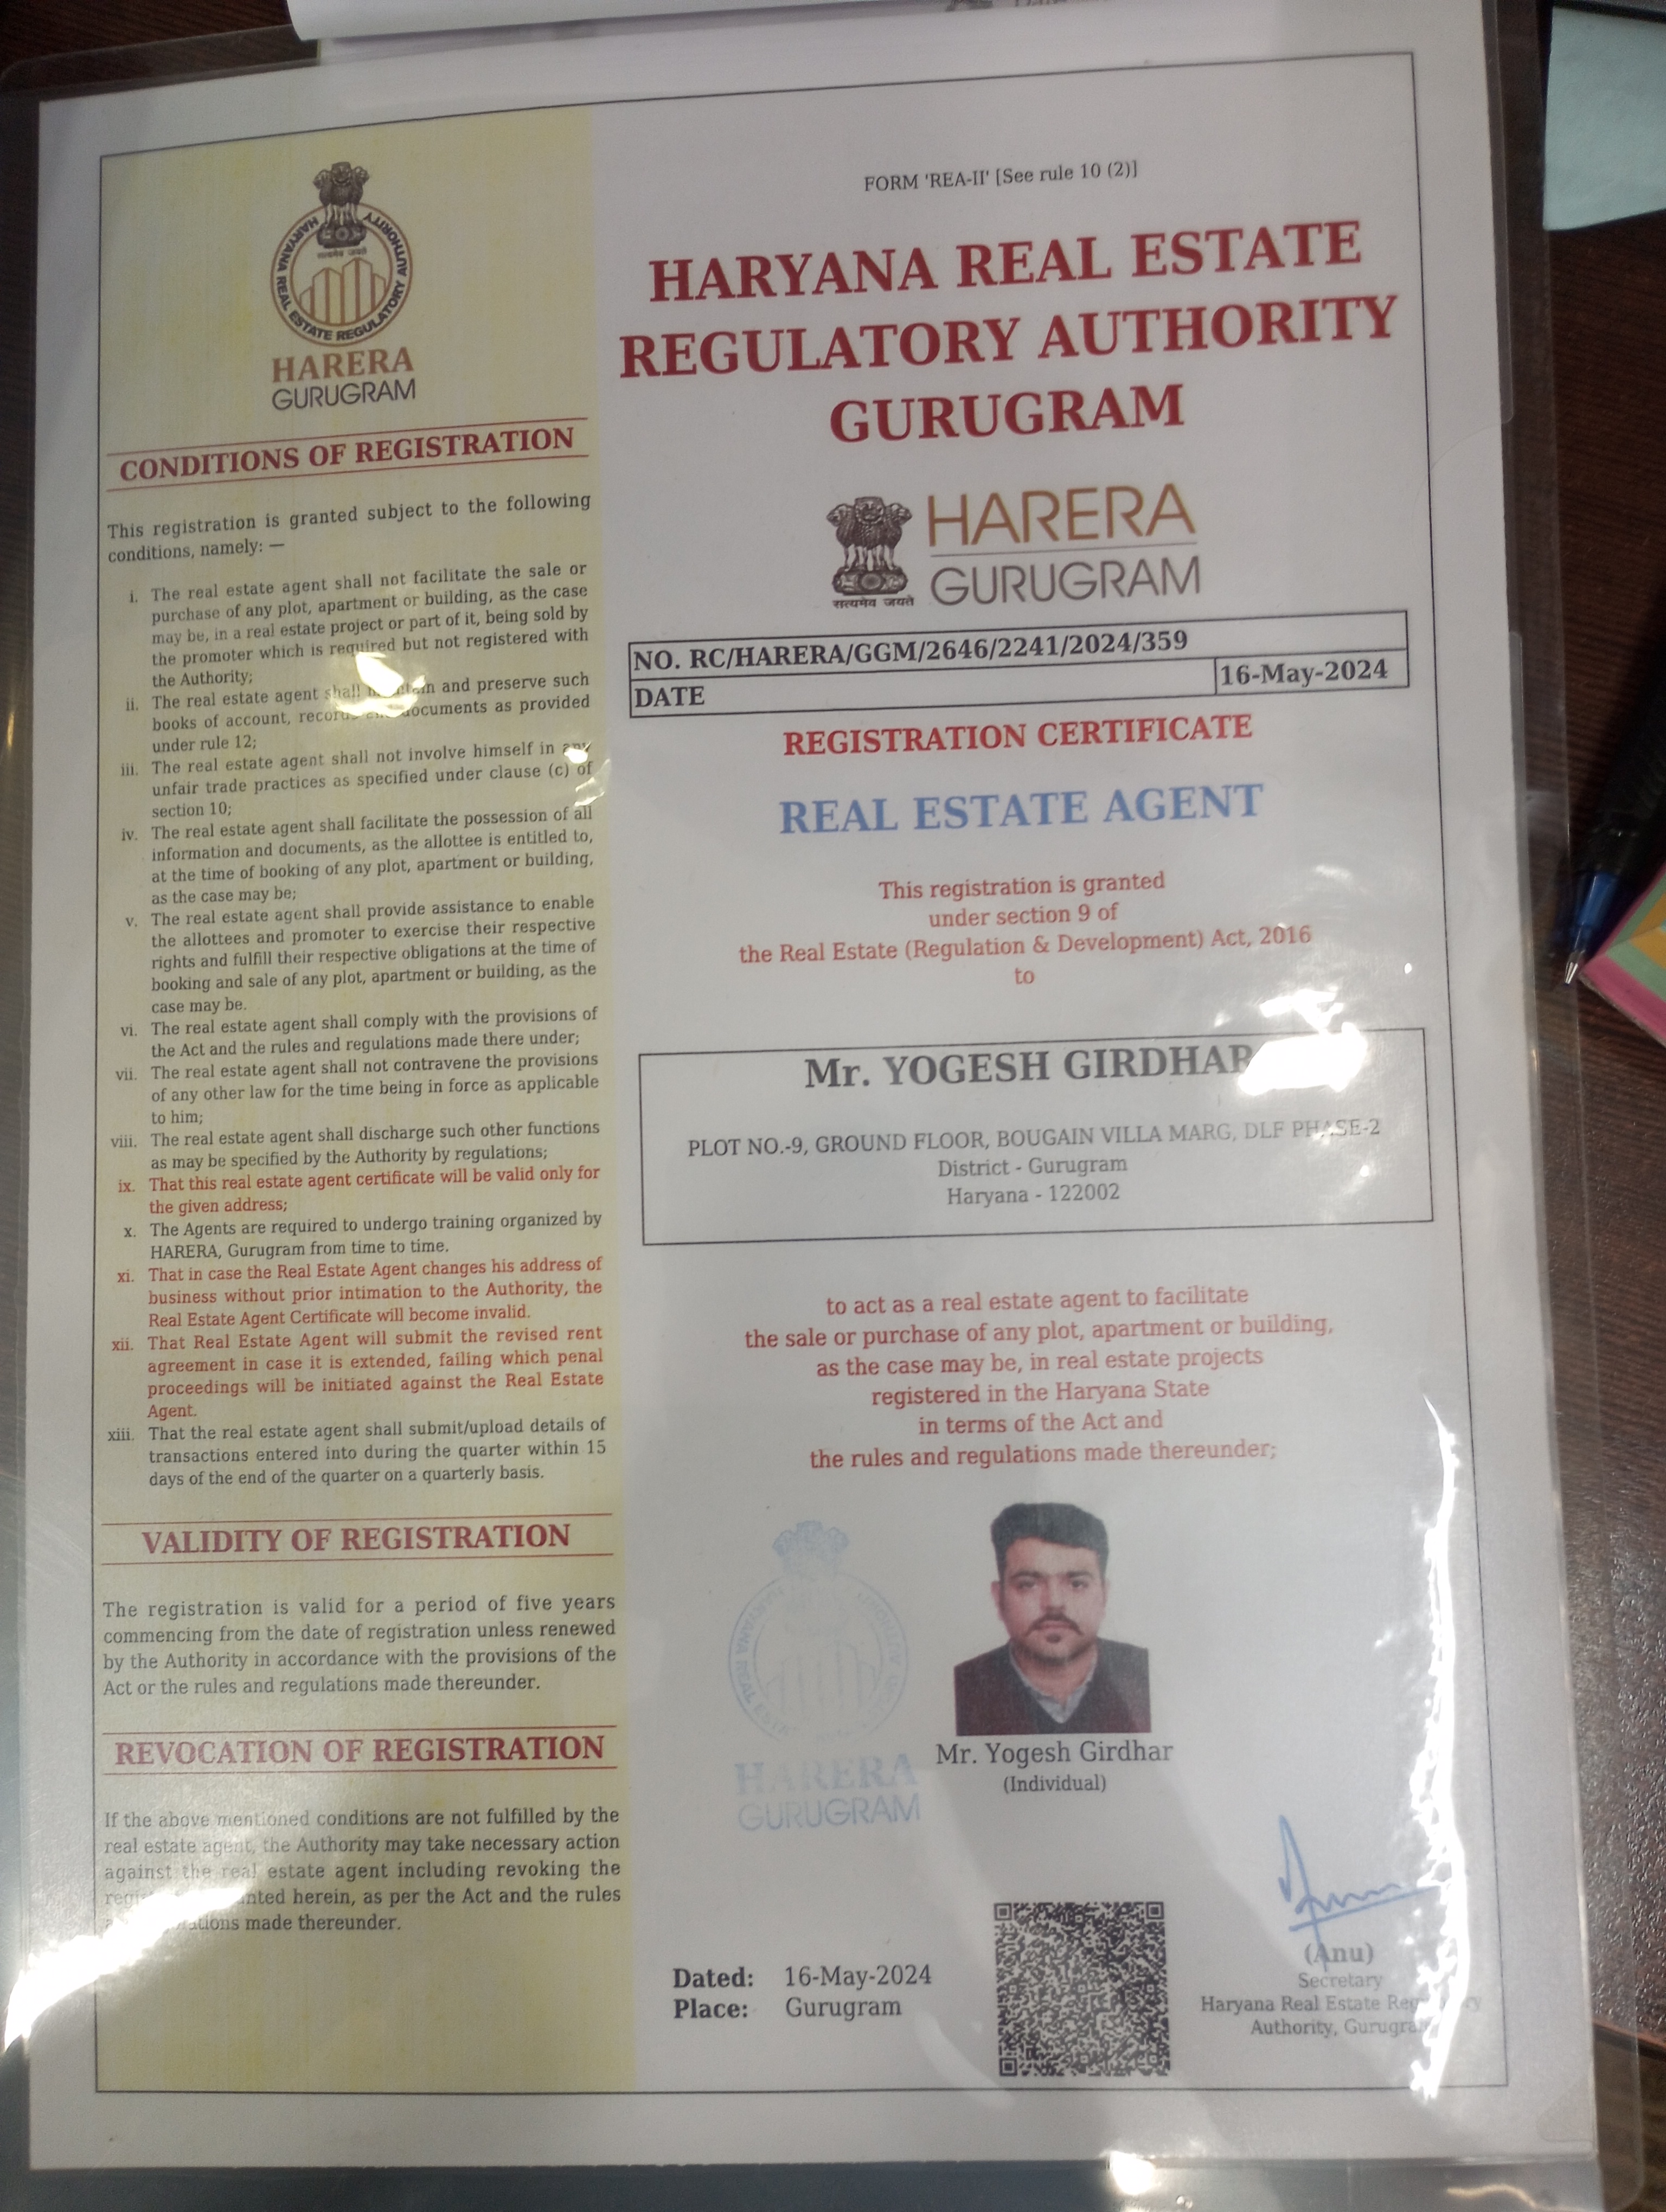 HARYANA REAL ESTATE REGULATORY AUTHORITY
सत्यमेव जयते
HARERA
GURUGRAM
CONDITIONS OF REGISTRATION
This registration is granted subject to the following
conditions, namely: —
i. The real estate agent shall not facilitate the sale or
purchase of any plot, apartment or building, as the case
may be, in a real estate project or part of it, being sold by
the promoter which is required but not registered with
the Authority;
ii. The real estate agent shall and preserve such
books of account, documents as provided
under rule 12;
iii. The real estate agent shall not involve himself in any
unfair trade practices as specified under clause (c) of
section 10;
iv. The real estate agent shall facilitate the possession of all
information and documents, as the allottee is entitled to,
at the time of booking of any plot, apartment or building,
as the case may be;
v. The real estate agent shall provide assistance to enable
the allottees and promoter to exercise their respective
rights and fulfill their respective obligations at the time of
booking and sale of any plot, apartment or building, as the
case may be.
vi. The real estate agent shall comply with the provisions of
the Act and the rules and regulations made there under;
vii. The real estate agent shall not contravene the provisions
of any other law for the time being in force as applicable
to him;
viii. The real estate agent shall discharge such other functions
as may be specified by the Authority by regulations;
ix. That this real estate agent certificate will be valid only for
the given address;
x. The Agents are required to undergo training organized by
HARERA, Gurugram from time to time.
xi. That in case the Real Estate Agent changes his address of
business without prior intimation to the Authority, the
Real Estate Agent Certificate will become invalid.
xii. That Real Estate Agent will submit the revised rent
agreement in case it is extended, failing which penal
proceedings will be initiated against the Real Estate
Agent.
xiii. That the real estate agent shall submit/upload details of
transactions entered into during the quarter within 15
days of the end of the quarter on a quarterly basis.
VALIDITY OF REGISTRATION
The registration is valid for a period of five years
commencing from the date of registration unless renewed
by the Authority in accordance with the provisions of the
Act or the rules and regulations made thereunder.
REVOCATION OF REGISTRATION
If the above mentioned conditions are not fulfilled by the
real estate agent, the Authority may take necessary action
against the real estate agent including revoking the
herein, as per the Act and the rules
made thereunder.
FORM 'REA-II' [See rule 10 (2)]
HARYANA REAL ESTATE
REGULATORY AUTHORITY
GURUGRAM
HARERA
GURUGRAM
सत्यमेव जयते
NO. RC/HARERA/GGM/2646/2241/2024/359
DATE 16-May-2024
REGISTRATION CERTIFICATE
REAL ESTATE AGENT
This registration is granted
under section 9 of
the Real Estate (Regulation & Development) Act, 2016
to
Mr. YOGESH GIRDHAR
PLOT NO.-9, GROUND FLOOR, BOUGAIN VILLA MARG, DLF PHASE-2
District - Gurugram
Haryana - 122002
to act as a real estate agent to facilitate
the sale or purchase of any plot, apartment or building,
as the case may be, in real estate projects
registered in the Haryana State
in terms of the Act and
the rules and regulations made thereunder;
HARERA
GURUGRAM
Mr. Yogesh Girdhar
(Individual)
Dated: 16-May-2024
Place: Gurugram
(Anu)
Secretary
Haryana Real Estate
Authority, Gurugram